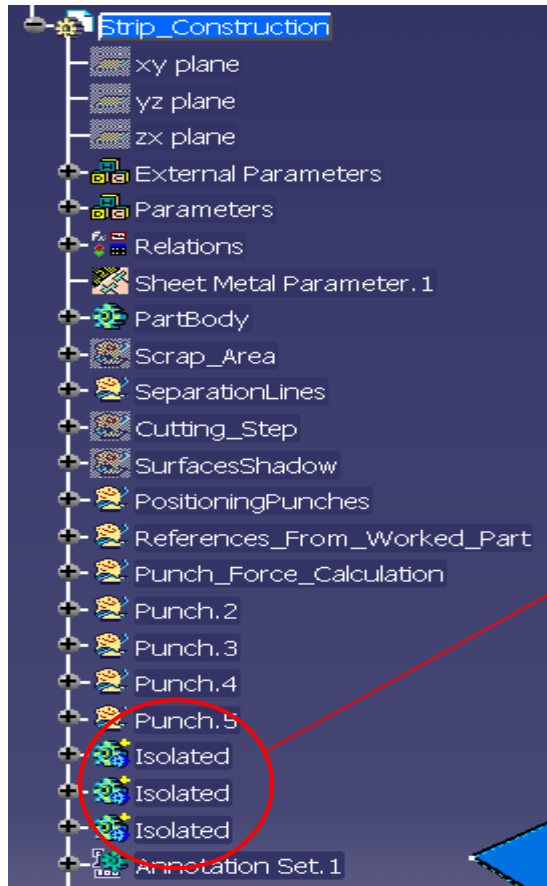 Strip_Construction
xy plane
yz plane
zx plane
External Parameters
Parameters
Relations
Sheet Metal Parameter.1
PartBody
Scrap_Area
SeparationLines
Cutting_Step
SurfacesShadow
PositioningPunches
References_From_Worked_Part
Punch_Force_Calculation
Punch.2
Punch.3
Punch.4
Punch.5
Isolated
Isolated
Isolated
Annotation Set.1